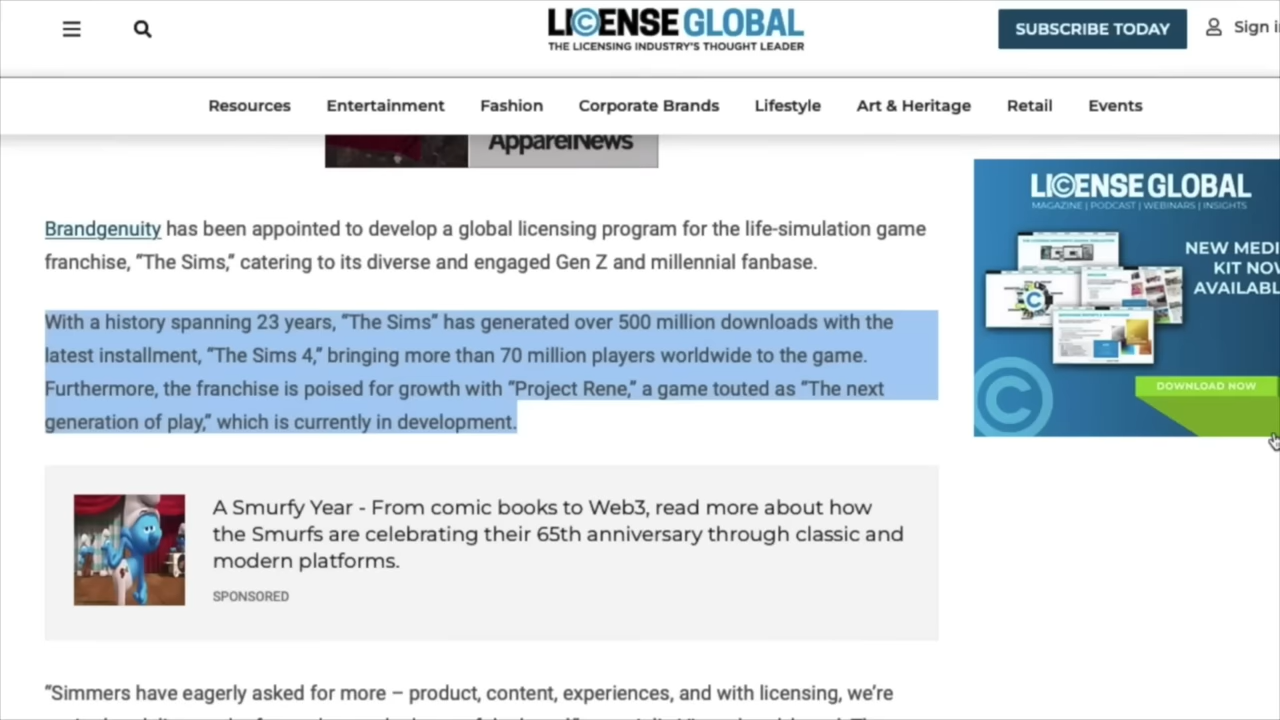 LICENSE GLOBAL
THE LICENSING INDUSTRY'S THOUGHT LEADER
SUBSCRIBE TODAY
Sign i
Resources
Entertainment
Fashion
Corporate Brands
Lifestyle
Art & Heritage
Retail
Events
ApparelNews
Brandgenuity has been appointed to develop a global licensing program for the life-simulation game
franchise, “The Sims,” catering to its diverse and engaged Gen Z and millennial fanbase.
With a history spanning 23 years, “The Sims” has generated over 500 million downloads with the
latest installment, “The Sims 4,” bringing more than 70 million players worldwide to the game.
Furthermore, the franchise is poised for growth with “Project Rene,” a game touted as “The next
generation of play,” which is currently in development.
LICENSE GLOBAL
MAGAZINE | PODCAST | WEBINARS | INSIGHTS
NEW MEDI
KIT NOW
AVAILABL
DOWNLOAD NOW
A Smurfy Year - From comic books to Web3, read more about how
the Smurfs are celebrating their 65th anniversary through classic and
modern platforms.
SPONSORED
“Simmers have eagerly asked for more – product, content, experiences, and with licensing, we’re